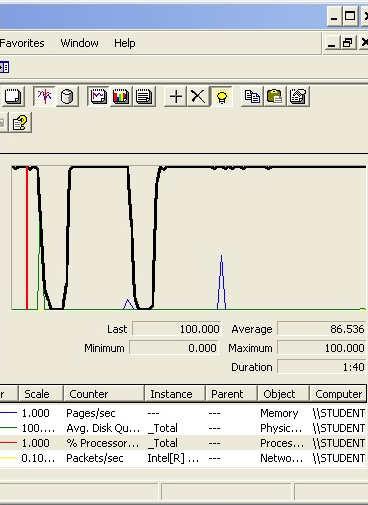 Favorites Window Help
Last 100.000 Average 86.536
Minimum 0.000 Maximum 100.000
Duration 1:40
r Scale Counter Instance Parent Object Computer
1.000 Pages/sec --- --- Memory \\STUDENT
100.... Avg. Disk Qu... _Total --- Physic... \\STUDENT
1.000 % Processor... _Total --- Proces... \\STUDENT
0.10... Packets/sec Intel[R] ... --- Netwo... \\STUDENT